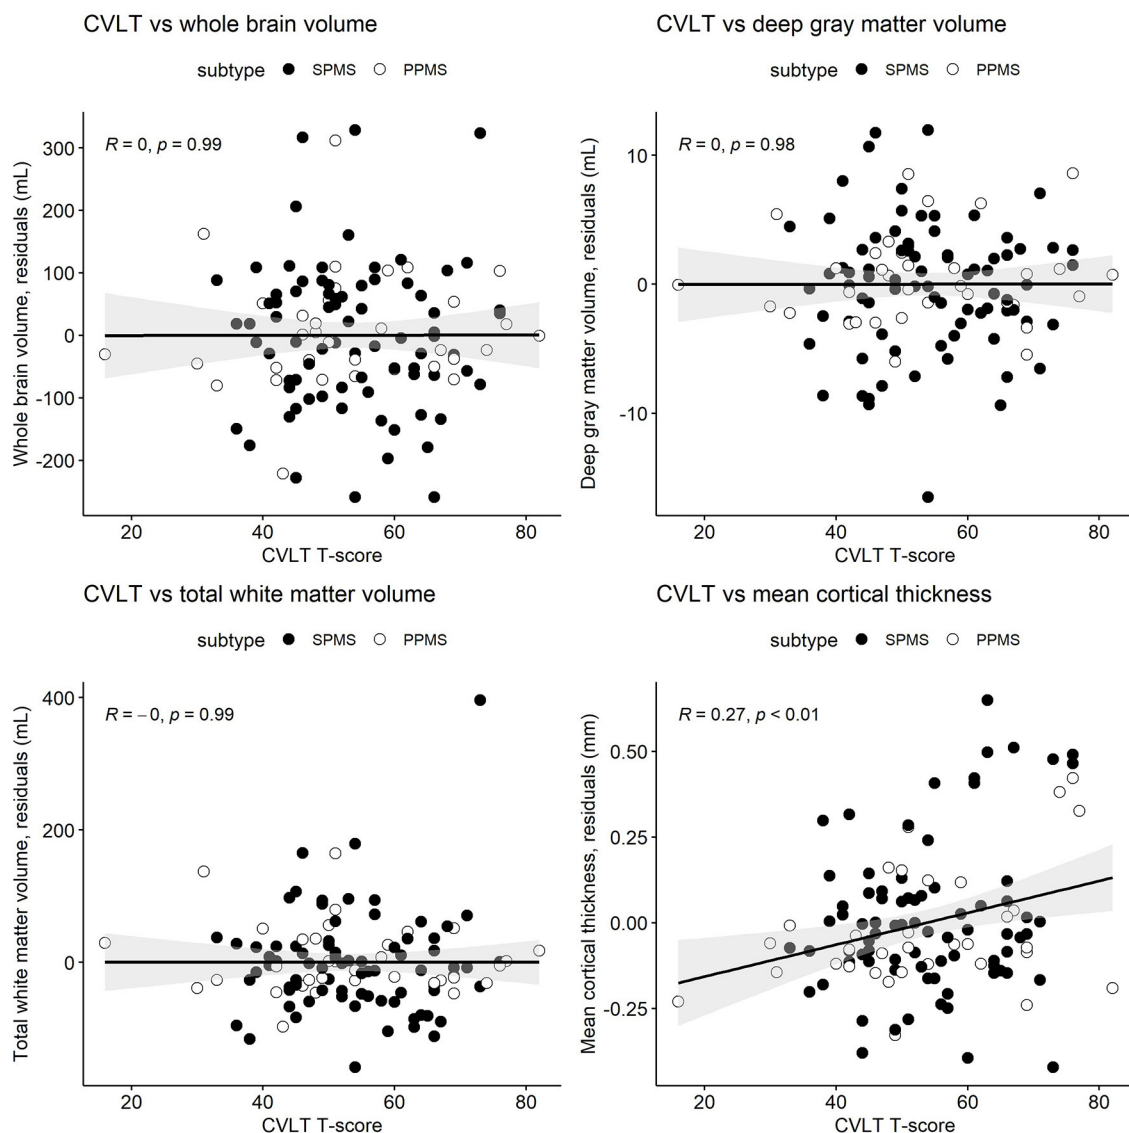 CVLT vs whole brain volume
subtype SPMS PPMS
R = 0, p = 0.99
Whole brain volume, residuals (mL)
300
200
100
0
-100
-200
20 40 60 80
CVLT T-score
CVLT vs deep gray matter volume
subtype SPMS PPMS
R = 0, p = 0.98
Deep gray matter volume, residuals (mL)
10
0
-10
20 40 60 80
CVLT T-score
CVLT vs total white matter volume
subtype SPMS PPMS
R = −0, p = 0.99
Total white matter volume, residuals (mL)
400
200
0
20 40 60 80
CVLT T-score
CVLT vs mean cortical thickness
subtype SPMS PPMS
R = 0.27, p < 0.01
Mean cortical thickness, residuals (mm)
0.50
0.25
0.00
-0.25
20 40 60 80
CVLT T-score